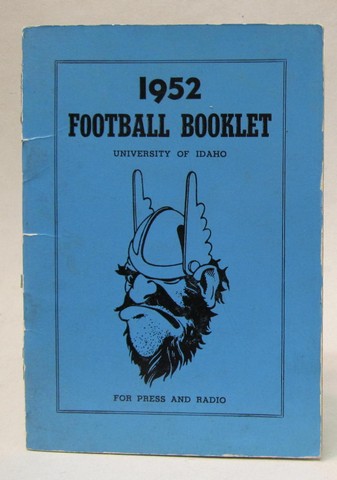 1952
FOOTBALL BOOKLET
UNIVERSITY OF IDAHO
FOR PRESS AND RADIO